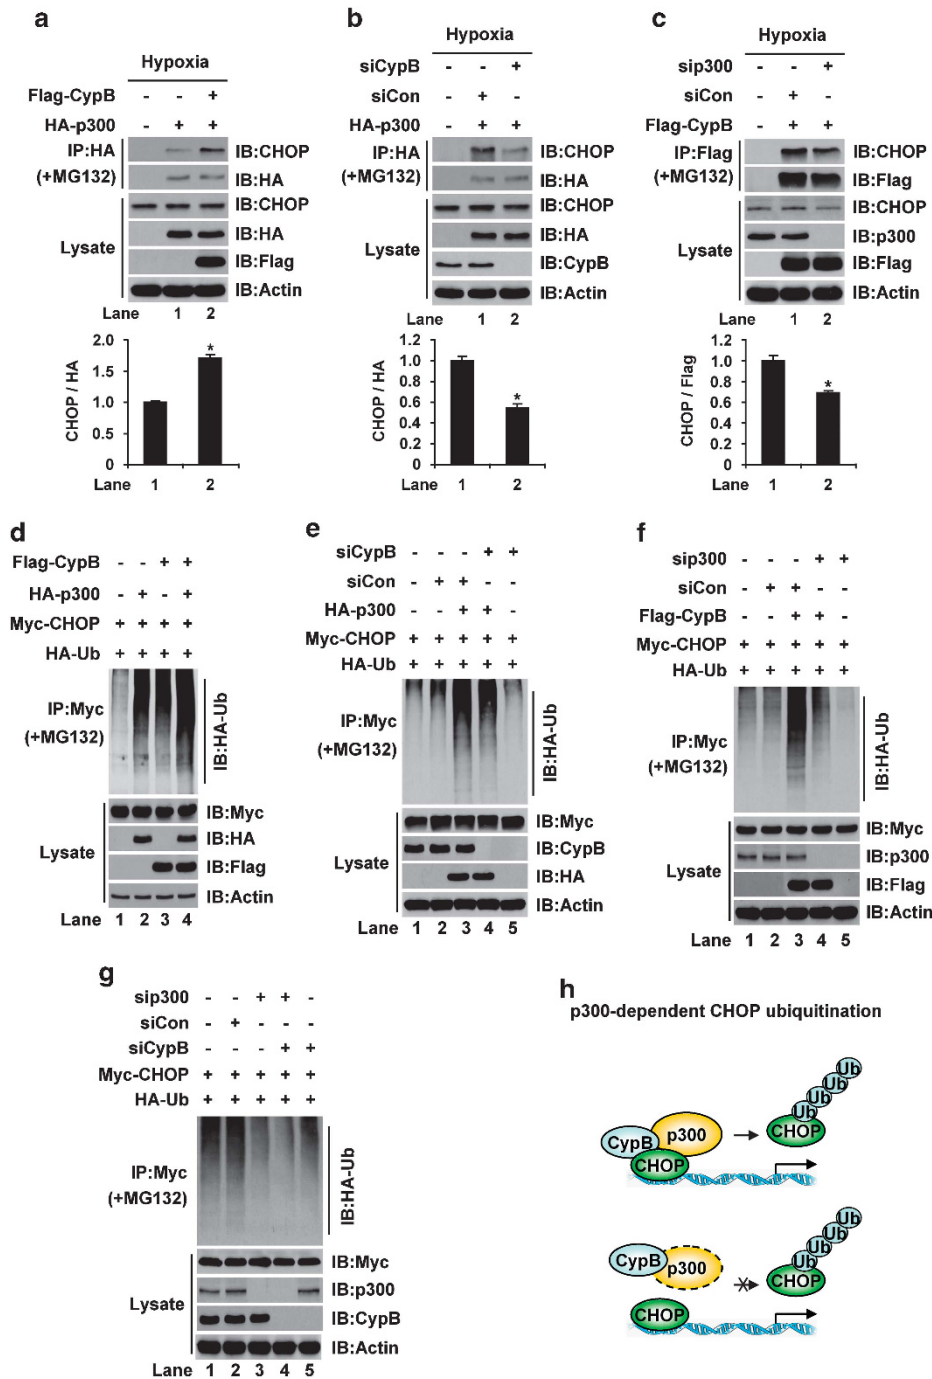 a
Hypoxia
Flag-CypB - - +
HA-p300 - + +
IP:HA
(+MG132)
IB:CHOP
IB:HA
Lysate
IB:CHOP
IB:HA
IB:Flag
IB:Actin
Lane 1 2
CHOP / HA
2.0
1.5
1.0
0.5
0
*
Lane 1 2
b
Hypoxia
siCypB - - +
siCon - + -
HA-p300 - + +
IP:HA
(+MG132)
IB:CHOP
IB:HA
Lysate
IB:CHOP
IB:HA
IB:CypB
IB:Actin
Lane 1 2
CHOP / HA
1.2
1.0
0.8
0.6
0.4
0.2
0
*
Lane 1 2
c
Hypoxia
sip300 - - +
siCon - + -
Flag-CypB - + +
IP:Flag
(+MG132)
IB:CHOP
IB:Flag
Lysate
IB:CHOP
IB:p300
IB:Flag
IB:Actin
Lane 1 2
CHOP / Flag
1.2
1.0
0.8
0.6
0.4
0.2
0
*
Lane 1 2
d
Flag-CypB - - + +
HA-p300 - + - +
Myc-CHOP + + + +
HA-Ub + + + +
IP:Myc
(+MG132)
IB:HA-Ub
Lysate
IB:Myc
IB:HA
IB:Flag
IB:Actin
Lane 1 2 3 4
e
siCypB - - - + +
siCon - + + - -
HA-p300 - - + + -
Myc-CHOP + + + + +
HA-Ub + + + + +
IP:Myc
(+MG132)
IB:HA-Ub
Lysate
IB:Myc
IB:CypB
IB:HA
IB:Actin
Lane 1 2 3 4 5
f
sip300 - - - + +
siCon - + + - -
Flag-CypB - - + + -
Myc-CHOP + + + + +
HA-Ub + + + + +
IP:Myc
(+MG132)
IB:HA-Ub
Lysate
IB:Myc
IB:p300
IB:Flag
IB:Actin
Lane 1 2 3 4 5
g
sip300 - - + + -
siCon - + - - -
siCypB - - - + +
Myc-CHOP + + + + +
HA-Ub + + + + +
IP:Myc
(+MG132)
IB:HA-Ub
Lysate
IB:Myc
IB:p300
IB:CypB
IB:Actin
Lane 1 2 3 4 5
h
p300-dependent CHOP ubiquitination
CypB
p300
CHOP
Ub
Ub
Ub
Ub
CHOP
CypB
p300
CHOP
Ub
Ub
Ub
Ub
CHOP